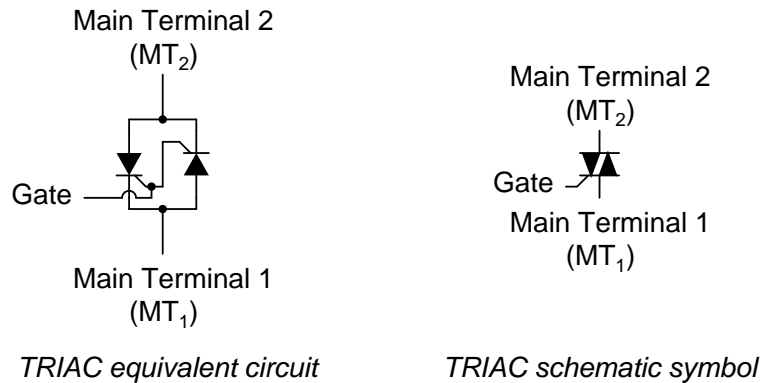 Main Terminal 2
(MT2)
Gate
Main Terminal 1
(MT1)
TRIAC equivalent circuit
Main Terminal 2
(MT2)
Gate
Main Terminal 1
(MT1)
TRIAC schematic symbol